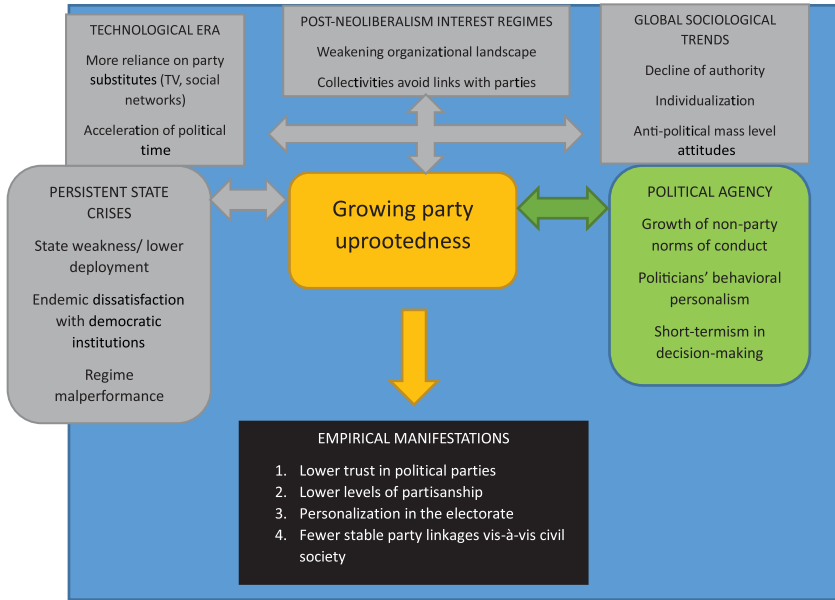 TECHNOLOGICAL ERA
More reliance on party
substitutes (TV, social
networks)
Acceleration of political
time
POST-NEOLIBERALISM INTEREST REGIMES
Weakening organizational landscape
Collectivities avoid links with parties
GLOBAL SOCIOLOGICAL
TRENDS
Decline of authority
Individualization
Anti-political mass level
attitudes
PERSISTENT STATE
CRISES
State weakness/ lower
deployment
Endemic dissatisfaction
with democratic
institutions
Regime
malperformance
Growing party
uprootedness
POLITICAL AGENCY
Growth of non-party
norms of conduct
Politicians’ behavioral
personalism
Short-termism in
decision-making
EMPIRICAL MANIFESTATIONS
1. Lower trust in political parties
2. Lower levels of partisanship
3. Personalization in the electorate
4. Fewer stable party linkages vis-à-vis civil
society